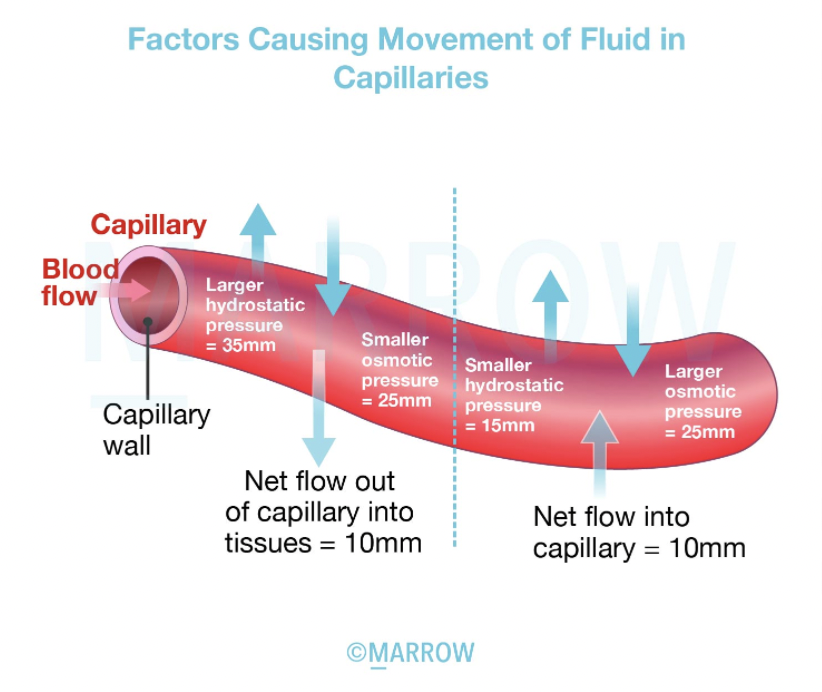 Factors Causing Movement of Fluid in
Capillaries
MARROW
Capillary
Blood
flow
Larger
hydrostatic
pressure
= 35mm
Smaller
osmotic
pressure
= 25mm
Smaller
hydrostatic
pressure
= 15mm
Larger
osmotic
pressure
= 25mm
Capillary
wall
Net flow out
of capillary into
tissues = 10mm
Net flow into
capillary = 10mm
©MARROW